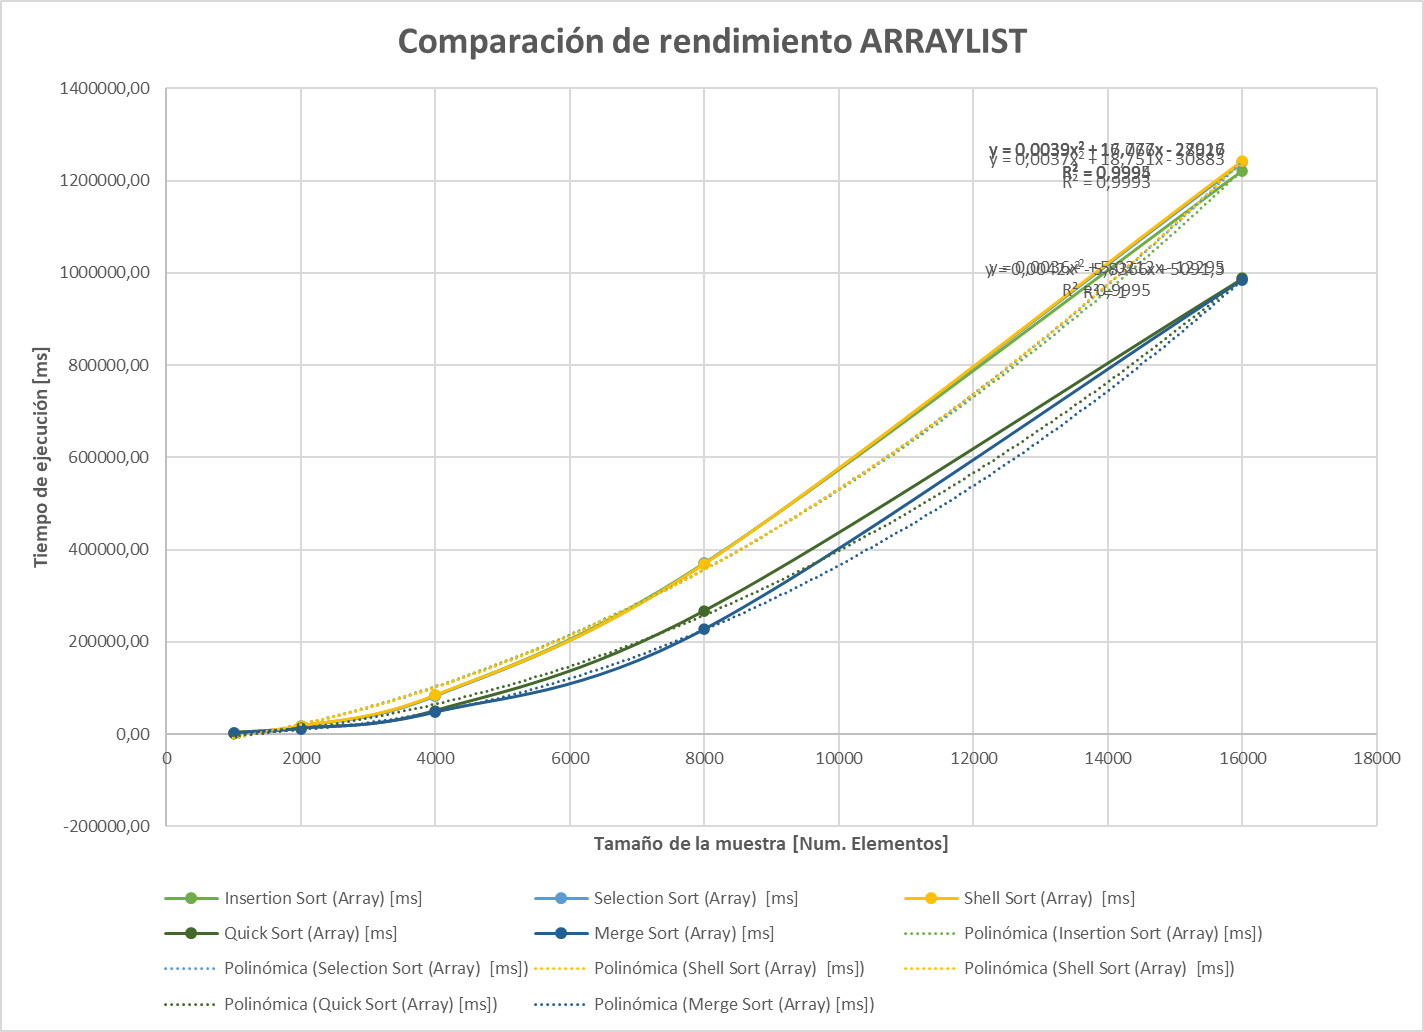 Comparación de rendimiento ARRAYLIST
1400000,00
1200000,00
1000000,00
800000,00
600000,00
400000,00
200000,00
0,00
-200000,00
Tiempo de ejecución [ms]
y = 0,0037x² + 18,751x - 30883
R² = 0,9993
R² = 0,9995
R² = 1
0 2000 4000 6000 8000 10000 12000 14000 16000 18000
Tamaño de la muestra [Num. Elementos]
Insertion Sort (Array) [ms] Selection Sort (Array) [ms] Shell Sort (Array) [ms]
Quick Sort (Array) [ms] Merge Sort (Array) [ms] Polinómica (Insertion Sort (Array) [ms])
Polinómica (Selection Sort (Array) [ms]) Polinómica (Shell Sort (Array) [ms]) Polinómica (Shell Sort (Array) [ms])
Polinómica (Quick Sort (Array) [ms]) Polinómica (Merge Sort (Array) [ms])